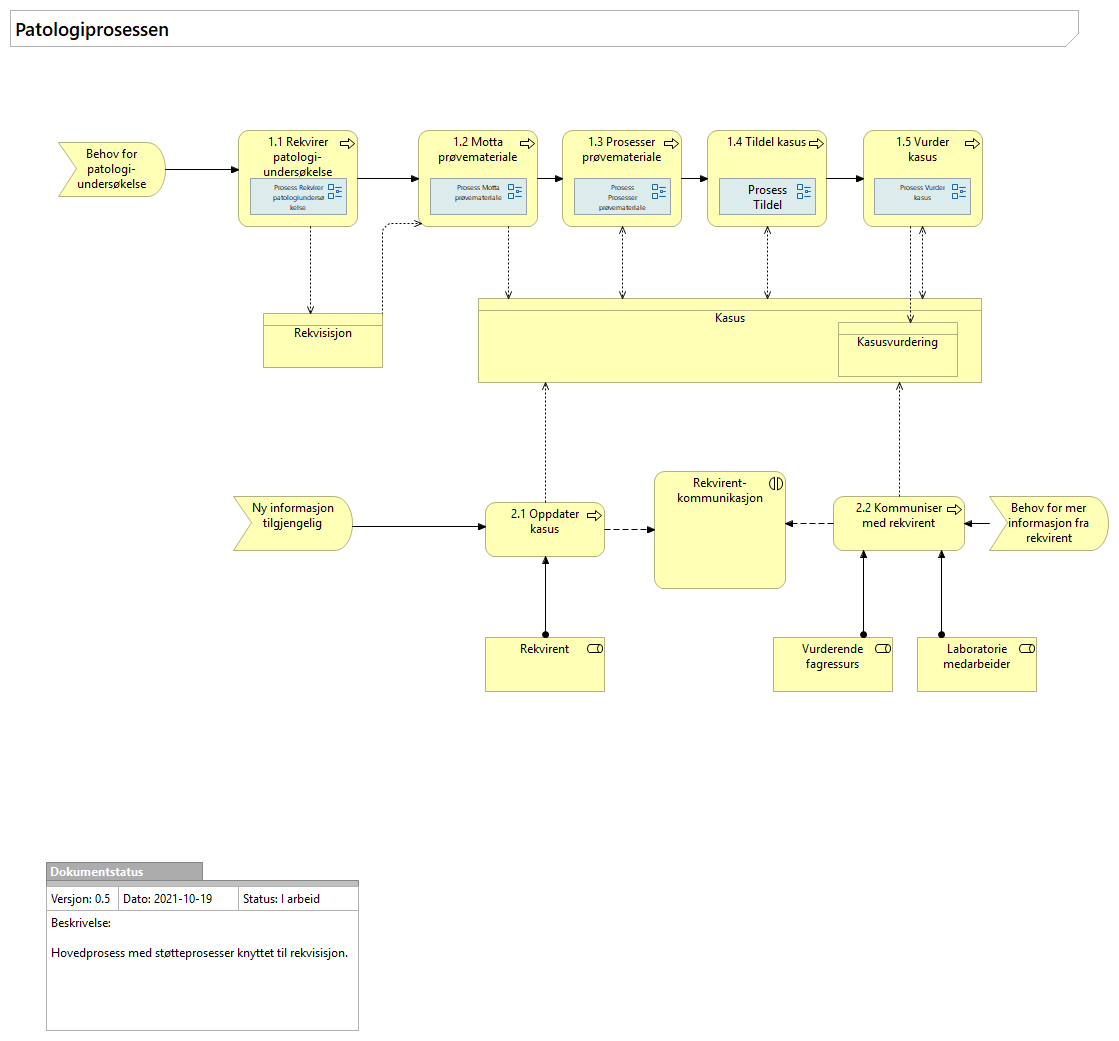 Patologiprosessen
Behov for
patologi-
undersøkelse
1.1 Rekvirer
patologi-
undersøkelse
Prosess Rekvirer
patologiundersø
kelse
1.2 Motta
prøvemateriale
Prosess Motta
prøvemateriale
1.3 Prosesser
prøvemateriale
Prosess
Prosesser
prøvemateriale
1.4 Tildel kasus
Prosess
Tildel
1.5 Vurder
kasus
Prosess Vurder
kasus
Rekvisisjon
Kasus
Kasusvurdering
Ny informasjon
tilgjengelig
2.1 Oppdater
kasus
Rekvirent-
kommunikasjon
2.2 Kommuniser
med rekvirent
Behov for mer
informasjon fra
rekvirent
Rekvirent
Vurderende
fagressurs
Laboratorie
medarbeider
Dokumentstatus
Versjon: 0.5 Dato: 2021-10-19 Status: I arbeid
Beskrivelse:
Hovedprosess med støtteprosesser knyttet til rekvisisjon.